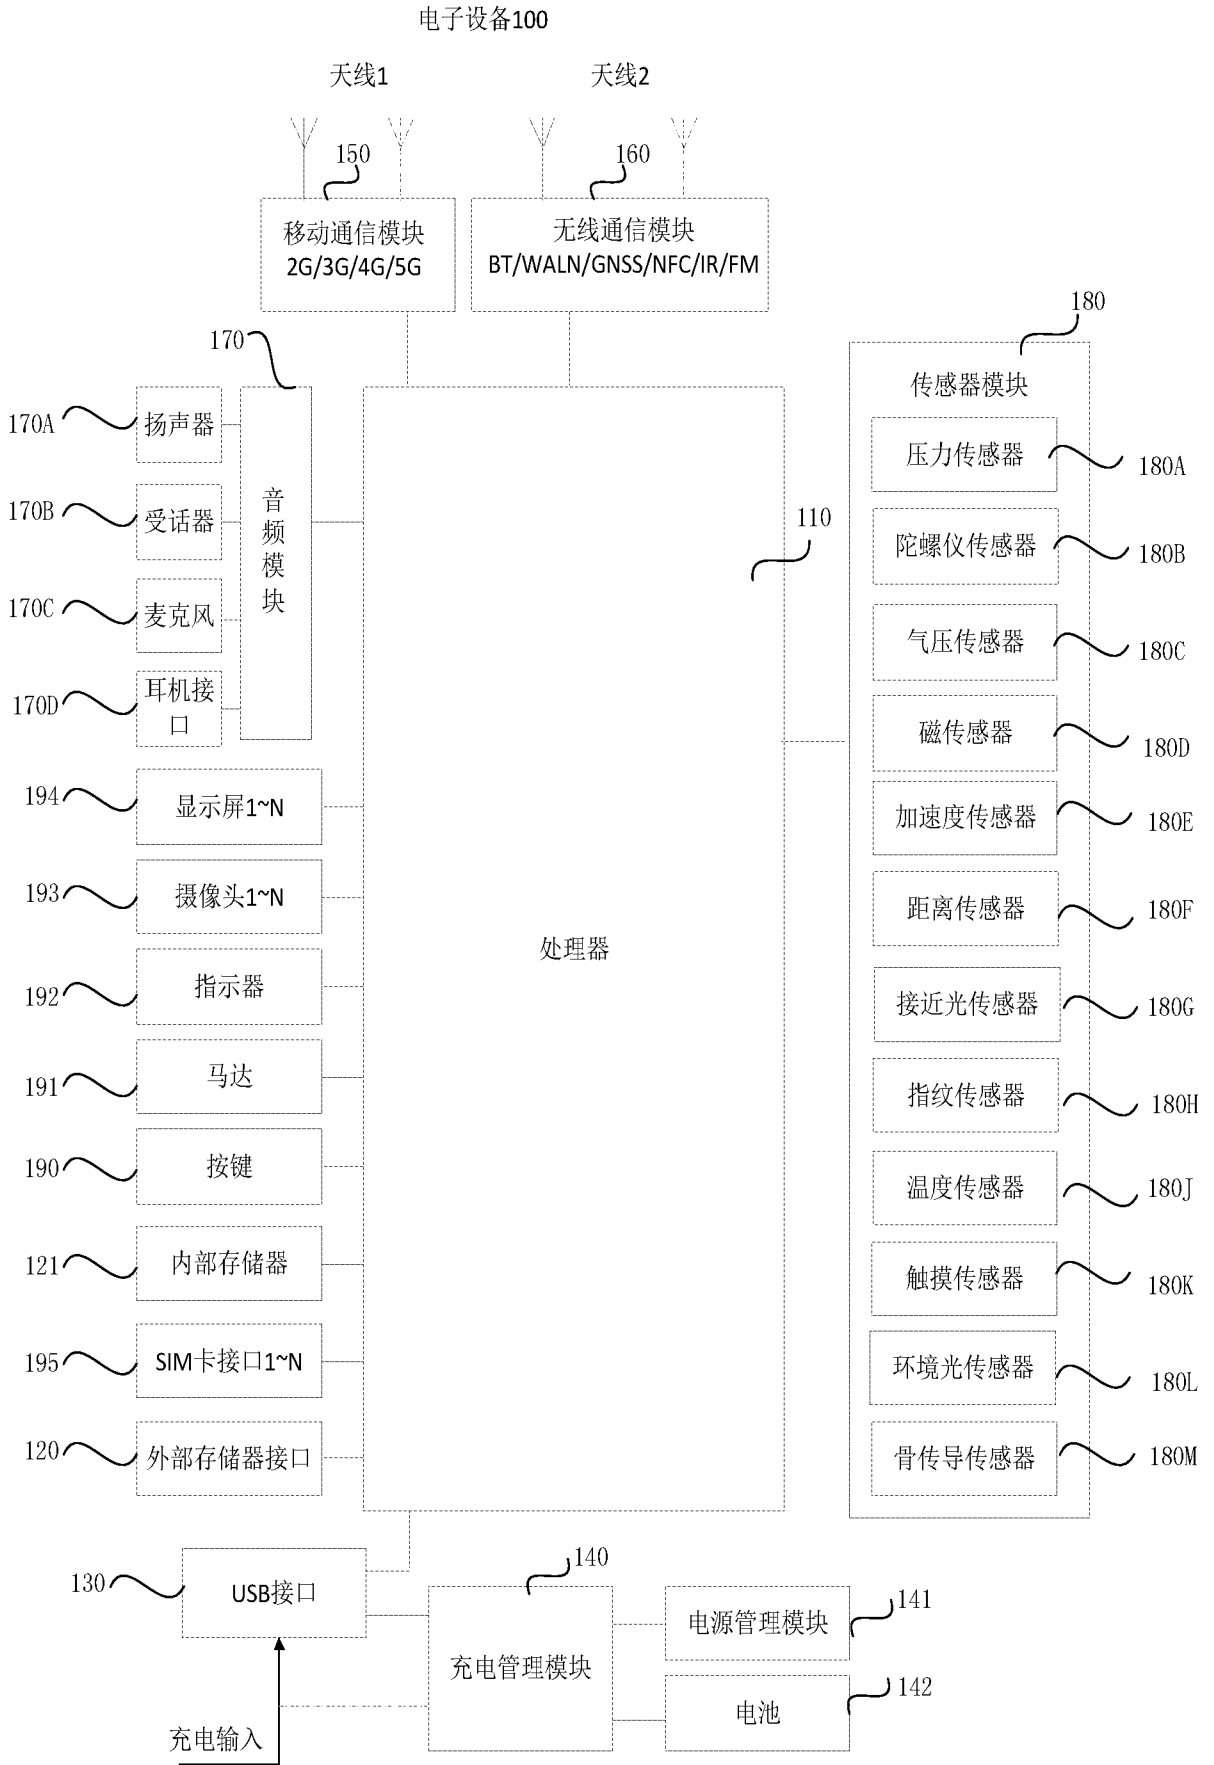 电子设备100
天线1
天线2
150
160
移动通信模块
2G/3G/4G/5G
无线通信模块
BT/WALN/GNSS/NFC/IR/FM
170
180
传感器模块
170A
扬声器
170B
受话器
170C
麦克风
170D
耳机接
口
音
频
模
块
110
处理器
194
显示屏1~N
193
摄像头1~N
192
指示器
191
马达
190
按键
121
内部存储器
195
SIM卡接口1~N
120
外部存储器接口
压力传感器
180A
陀螺仪传感器
180B
气压传感器
180C
磁传感器
180D
加速度传感器
180E
距离传感器
180F
接近光传感器
180G
指纹传感器
180H
温度传感器
180J
触摸传感器
180K
环境光传感器
180L
骨传导传感器
180M
130
USB接口
140
充电管理模块
电源管理模块
141
电池
142
充电输入